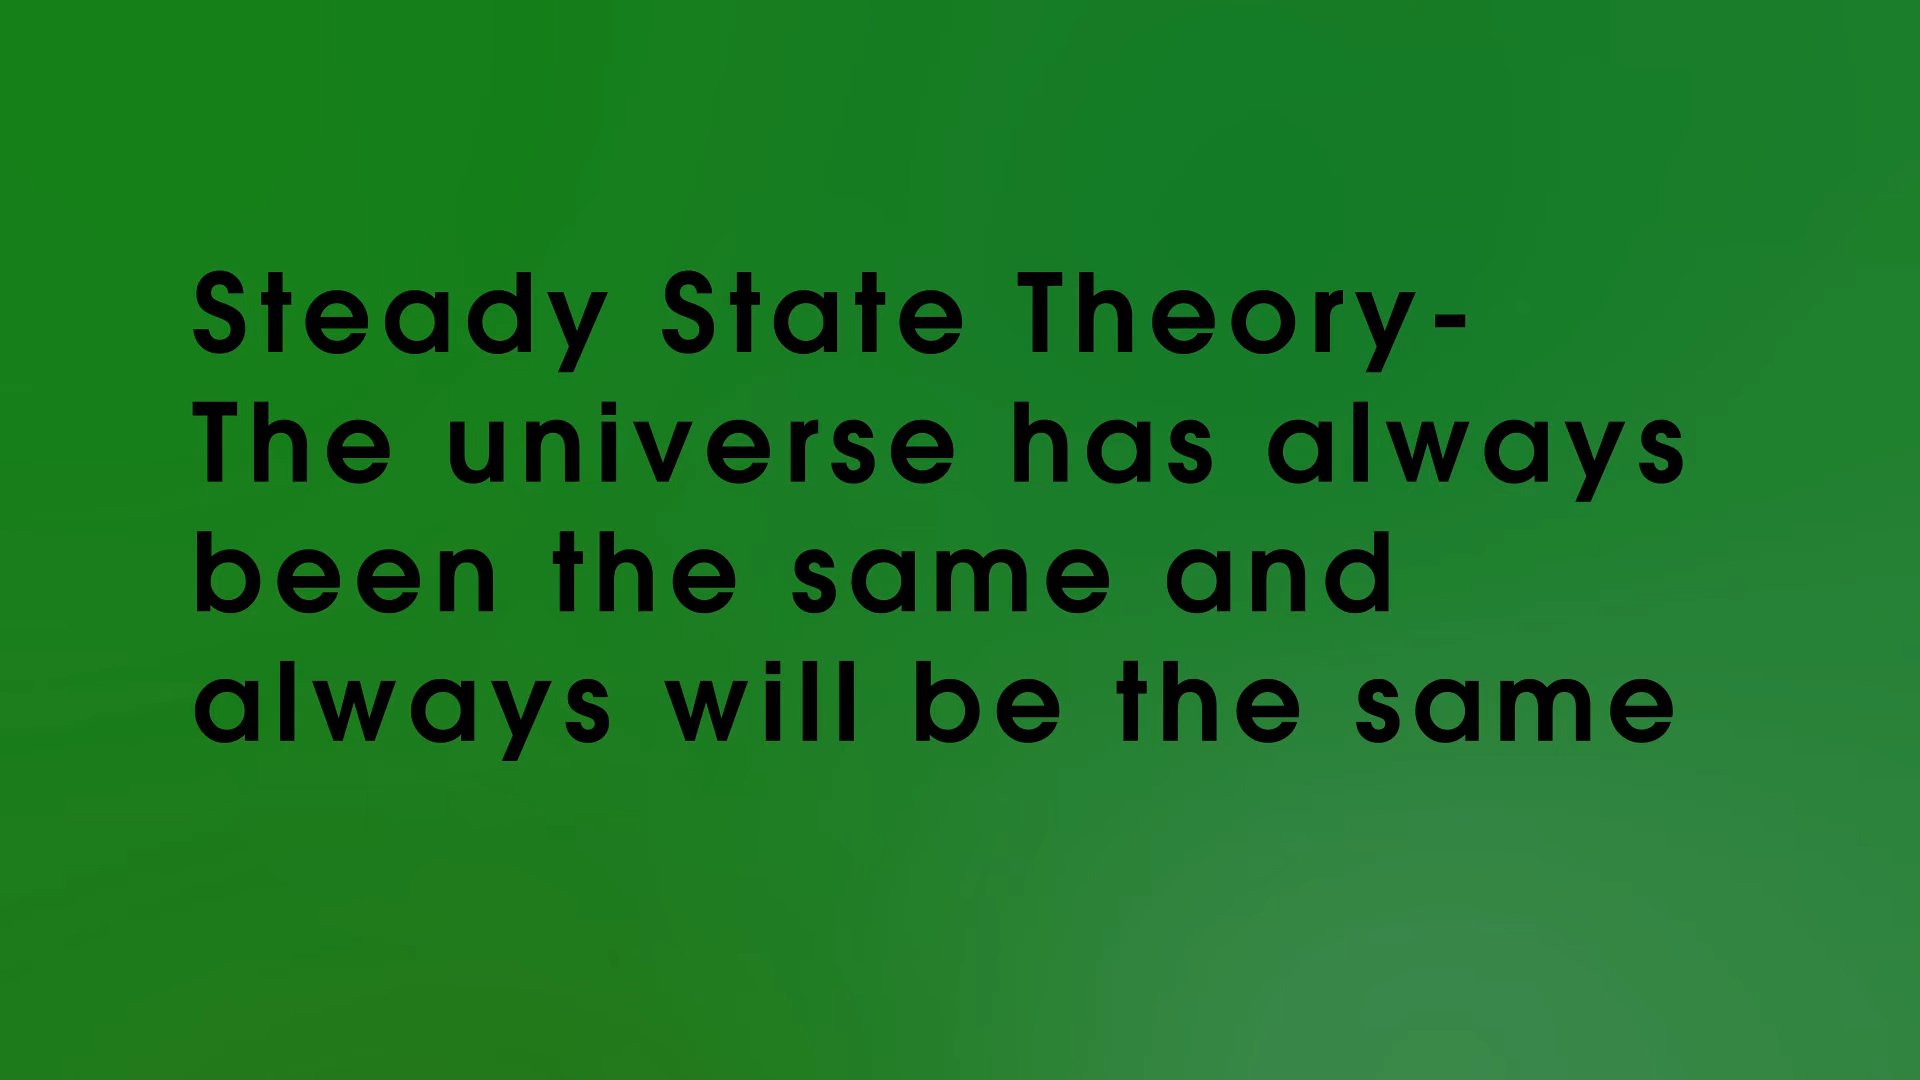 Steady State Theory-
The universe has always
been the same and
always will be the same